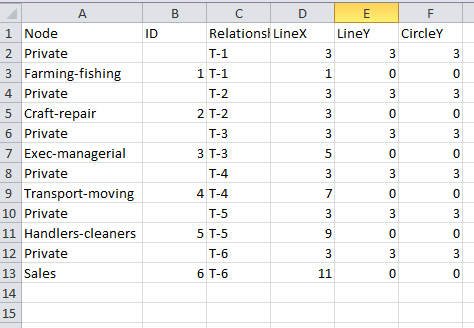 A B C D E F
1 Node ID Relationsh LineX LineY CircleY
2 Private T-1 3 3 3
3 Farming-fishing 1 T-1 1 0 0
4 Private T-2 3 3 3
5 Craft-repair 2 T-2 3 0 0
6 Private T-3 3 3 3
7 Exec-managerial 3 T-3 5 0 0
8 Private T-4 3 3 3
9 Transport-moving 4 T-4 7 0 0
10 Private T-5 3 3 3
11 Handlers-cleaners 5 T-5 9 0 0
12 Private T-6 3 3 3
13 Sales 6 T-6 11 0 0
14
15